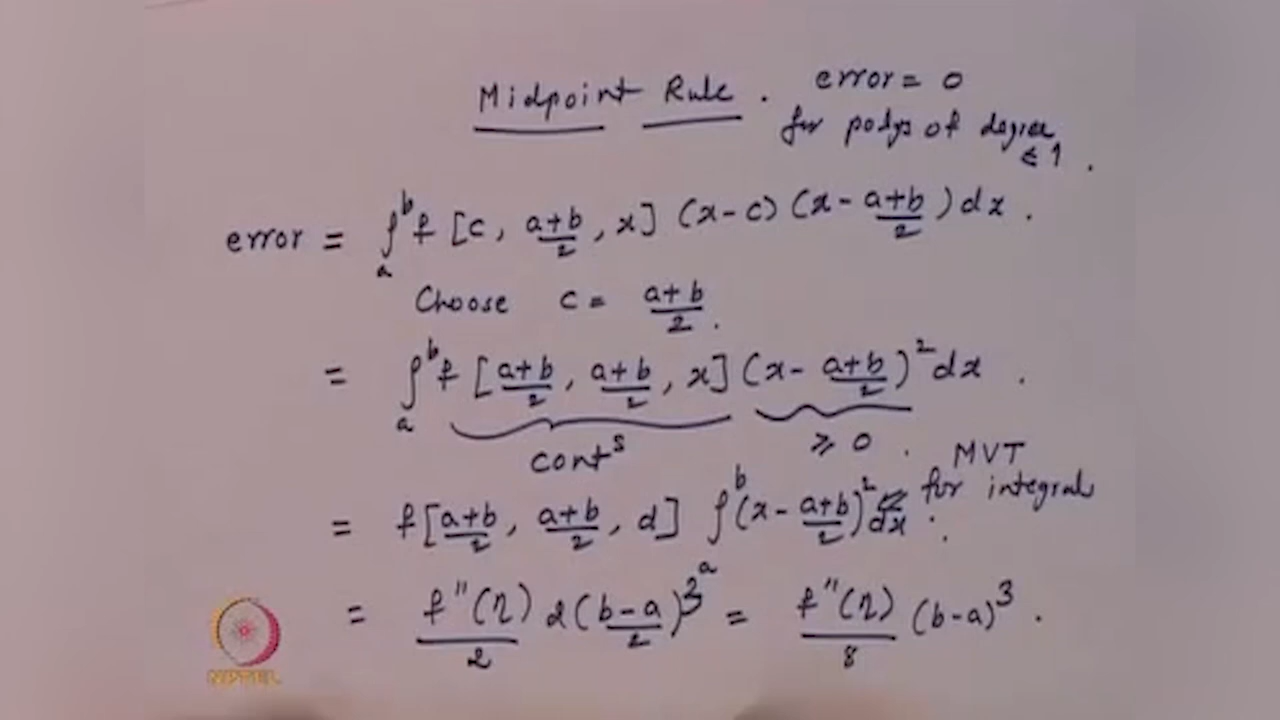 Midpoint Rule. error = 0
for polys of degree
≤ 1.
error = ∫_a^b f [c, (a+b)/2, x] (x-c) (x - (a+b)/2) dx.
Choose c = (a+b)/2.
= ∫_a^b f [(a+b)/2, (a+b)/2, x] (x - (a+b)/2)^2 dx.
cont^s ≥ 0. MVT
for integrals
= f[(a+b)/2, (a+b)/2, d] ∫_a^b (x - (a+b)/2)^2 dx. ⇐
= f''(η)/2 2((b-a)/2)^3 = f''(η)/8 (b-a)^3.
NPTEL